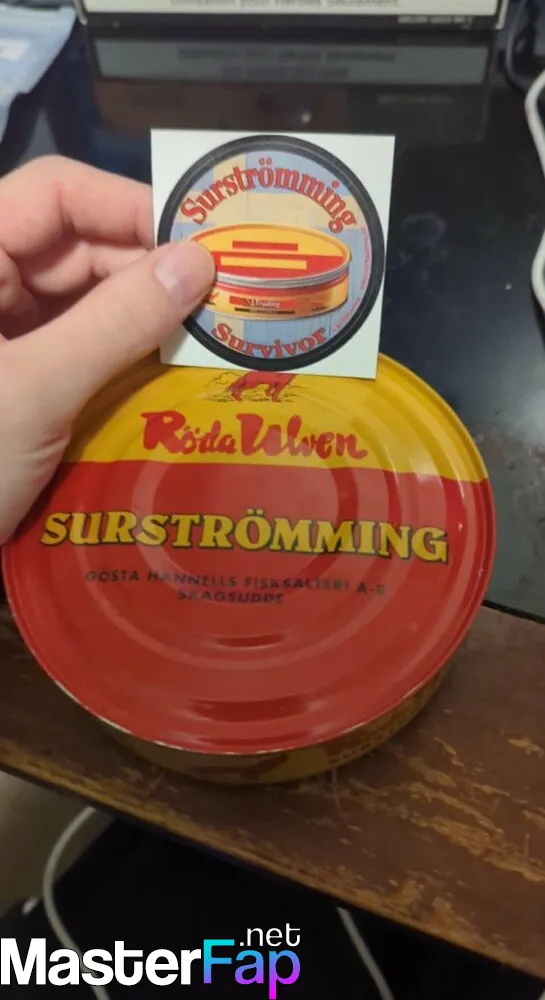 Surströmming
Survivor
Röda Ulven
SURSTRÖMMING
GÖSTA HANNELLS FISKSALTERI A-B
SKAGSUDDE
.net
MasterFap